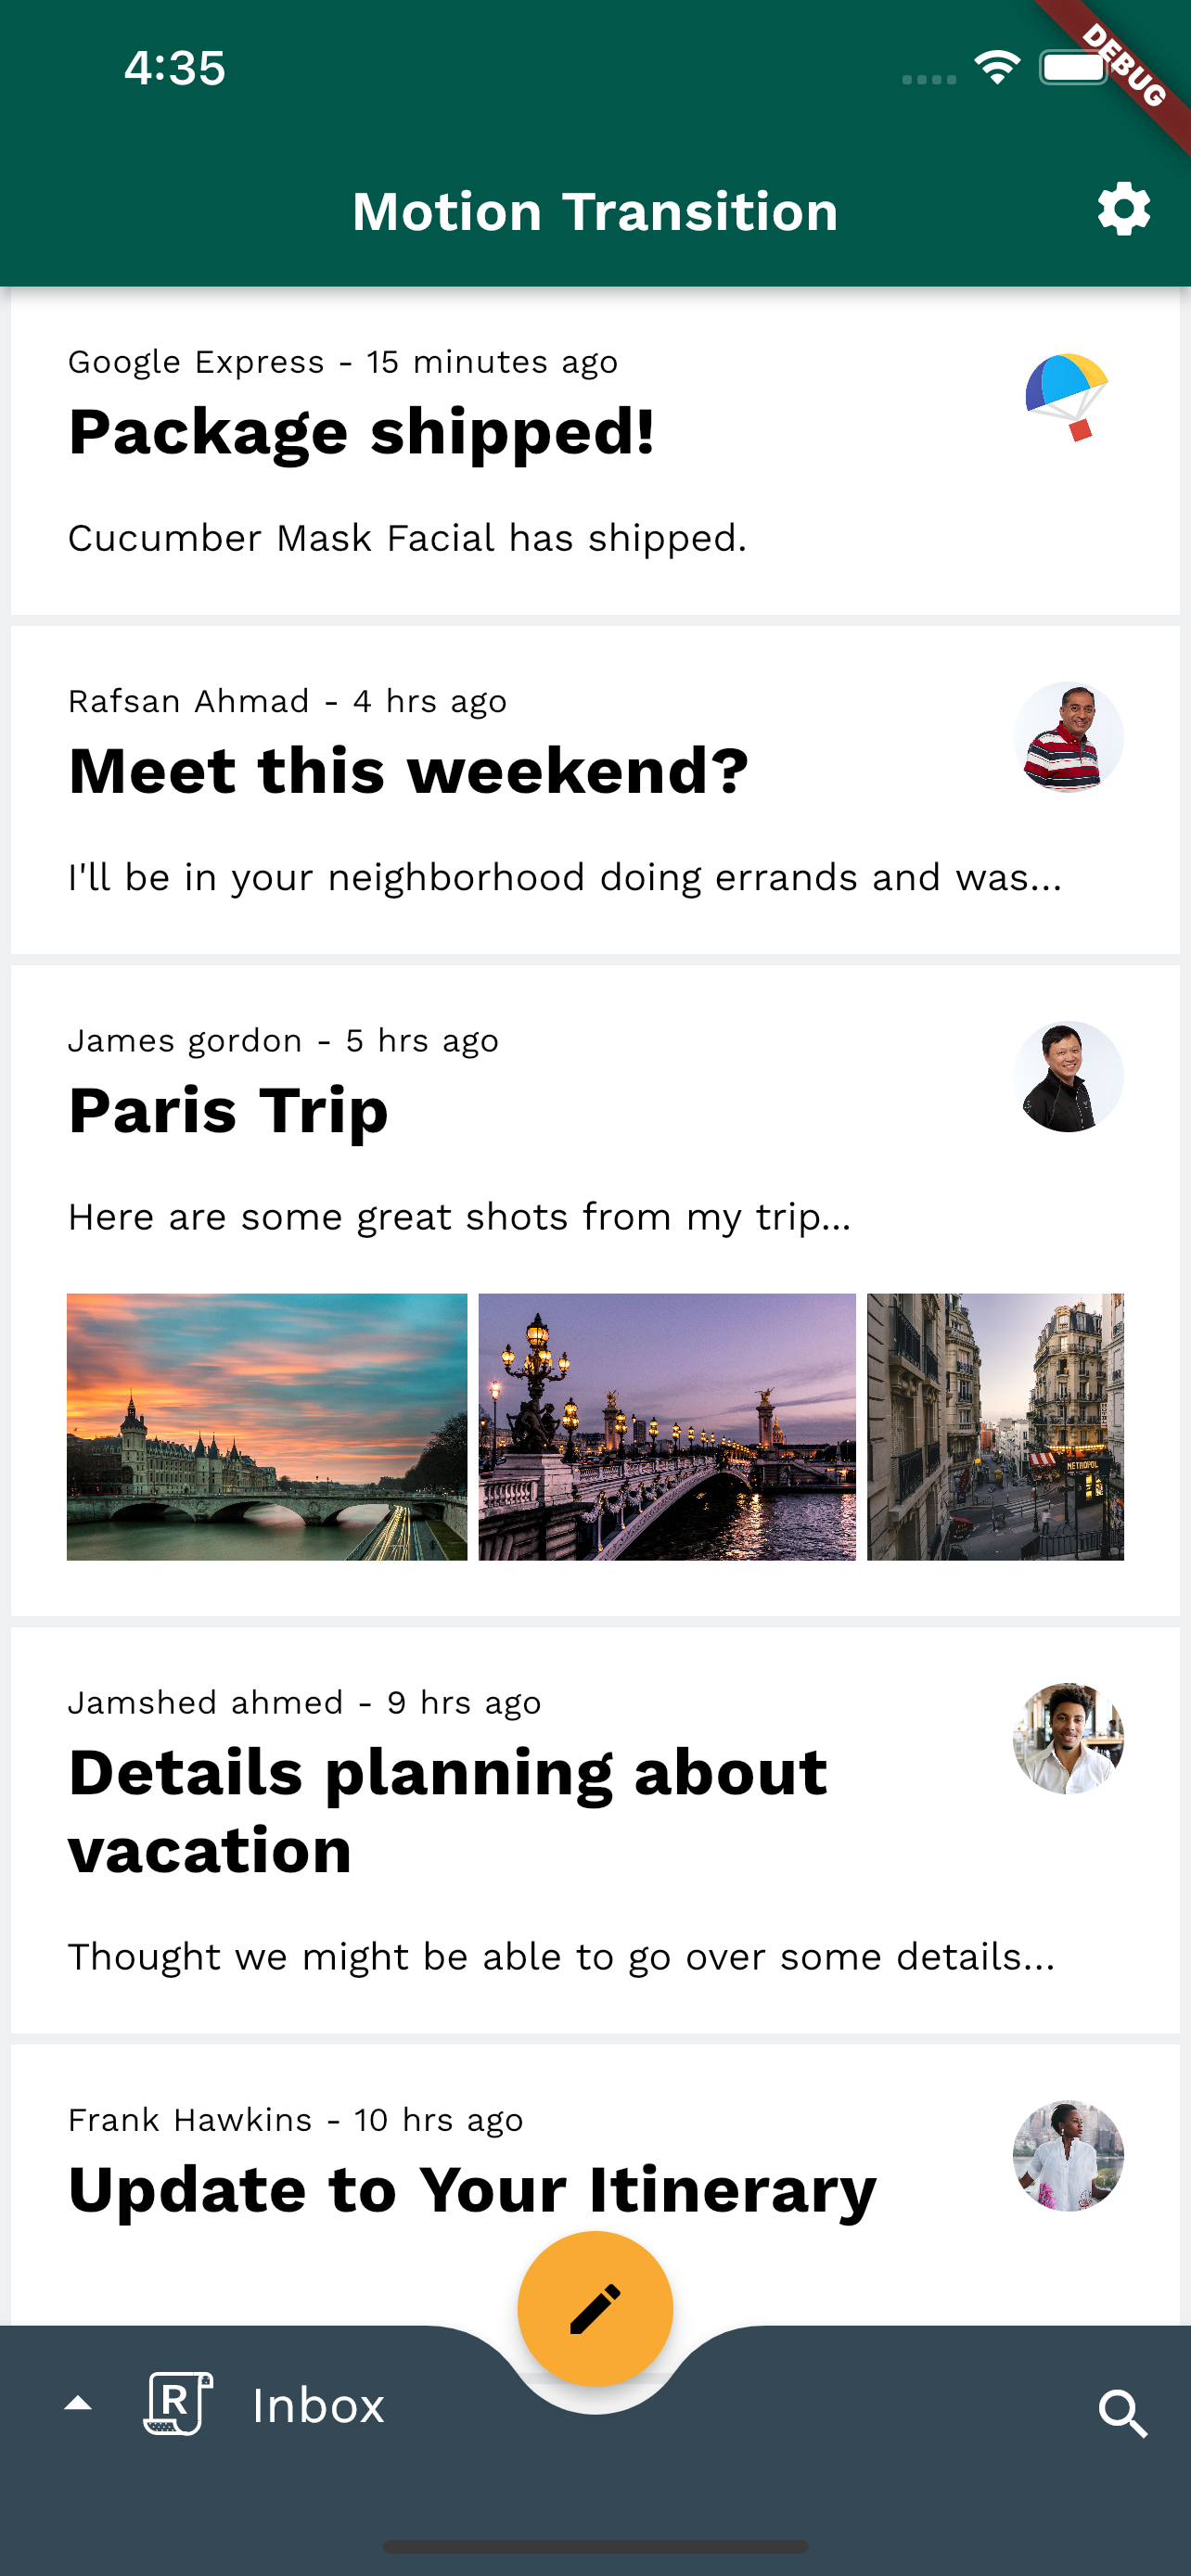 4:35
DEBUG
Motion Transition
Google Express - 15 minutes ago
Package shipped!
Cucumber Mask Facial has shipped.
Rafsan Ahmad - 4 hrs ago
Meet this weekend?
I'll be in your neighborhood doing errands and was...
James gordon - 5 hrs ago
Paris Trip
Here are some great shots from my trip...
METROPOL
Jamshed ahmed - 9 hrs ago
Details planning about
vacation
Thought we might be able to go over some details...
Frank Hawkins - 10 hrs ago
Update to Your Itinerary
R
Inbox